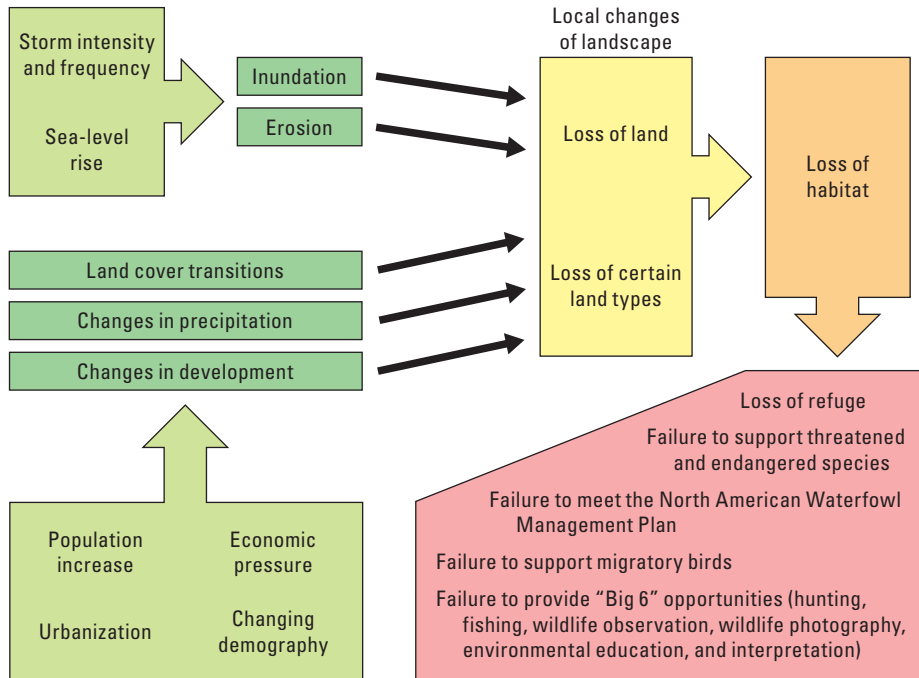 Storm intensity
and frequency
Sea-level
rise
Inundation
Erosion
Local changes
of landscape
Loss of land
Loss of certain
land types
Loss of
habitat
Land cover transitions
Changes in precipitation
Changes in development
Population
increase
Economic
pressure
Urbanization
Changing
demography
Loss of refuge
Failure to support threatened
and endangered species
Failure to meet the North American Waterfowl
Management Plan
Failure to support migratory birds
Failure to provide “Big 6” opportunities (hunting,
fishing, wildlife observation, wildlife photography,
environmental education, and interpretation)